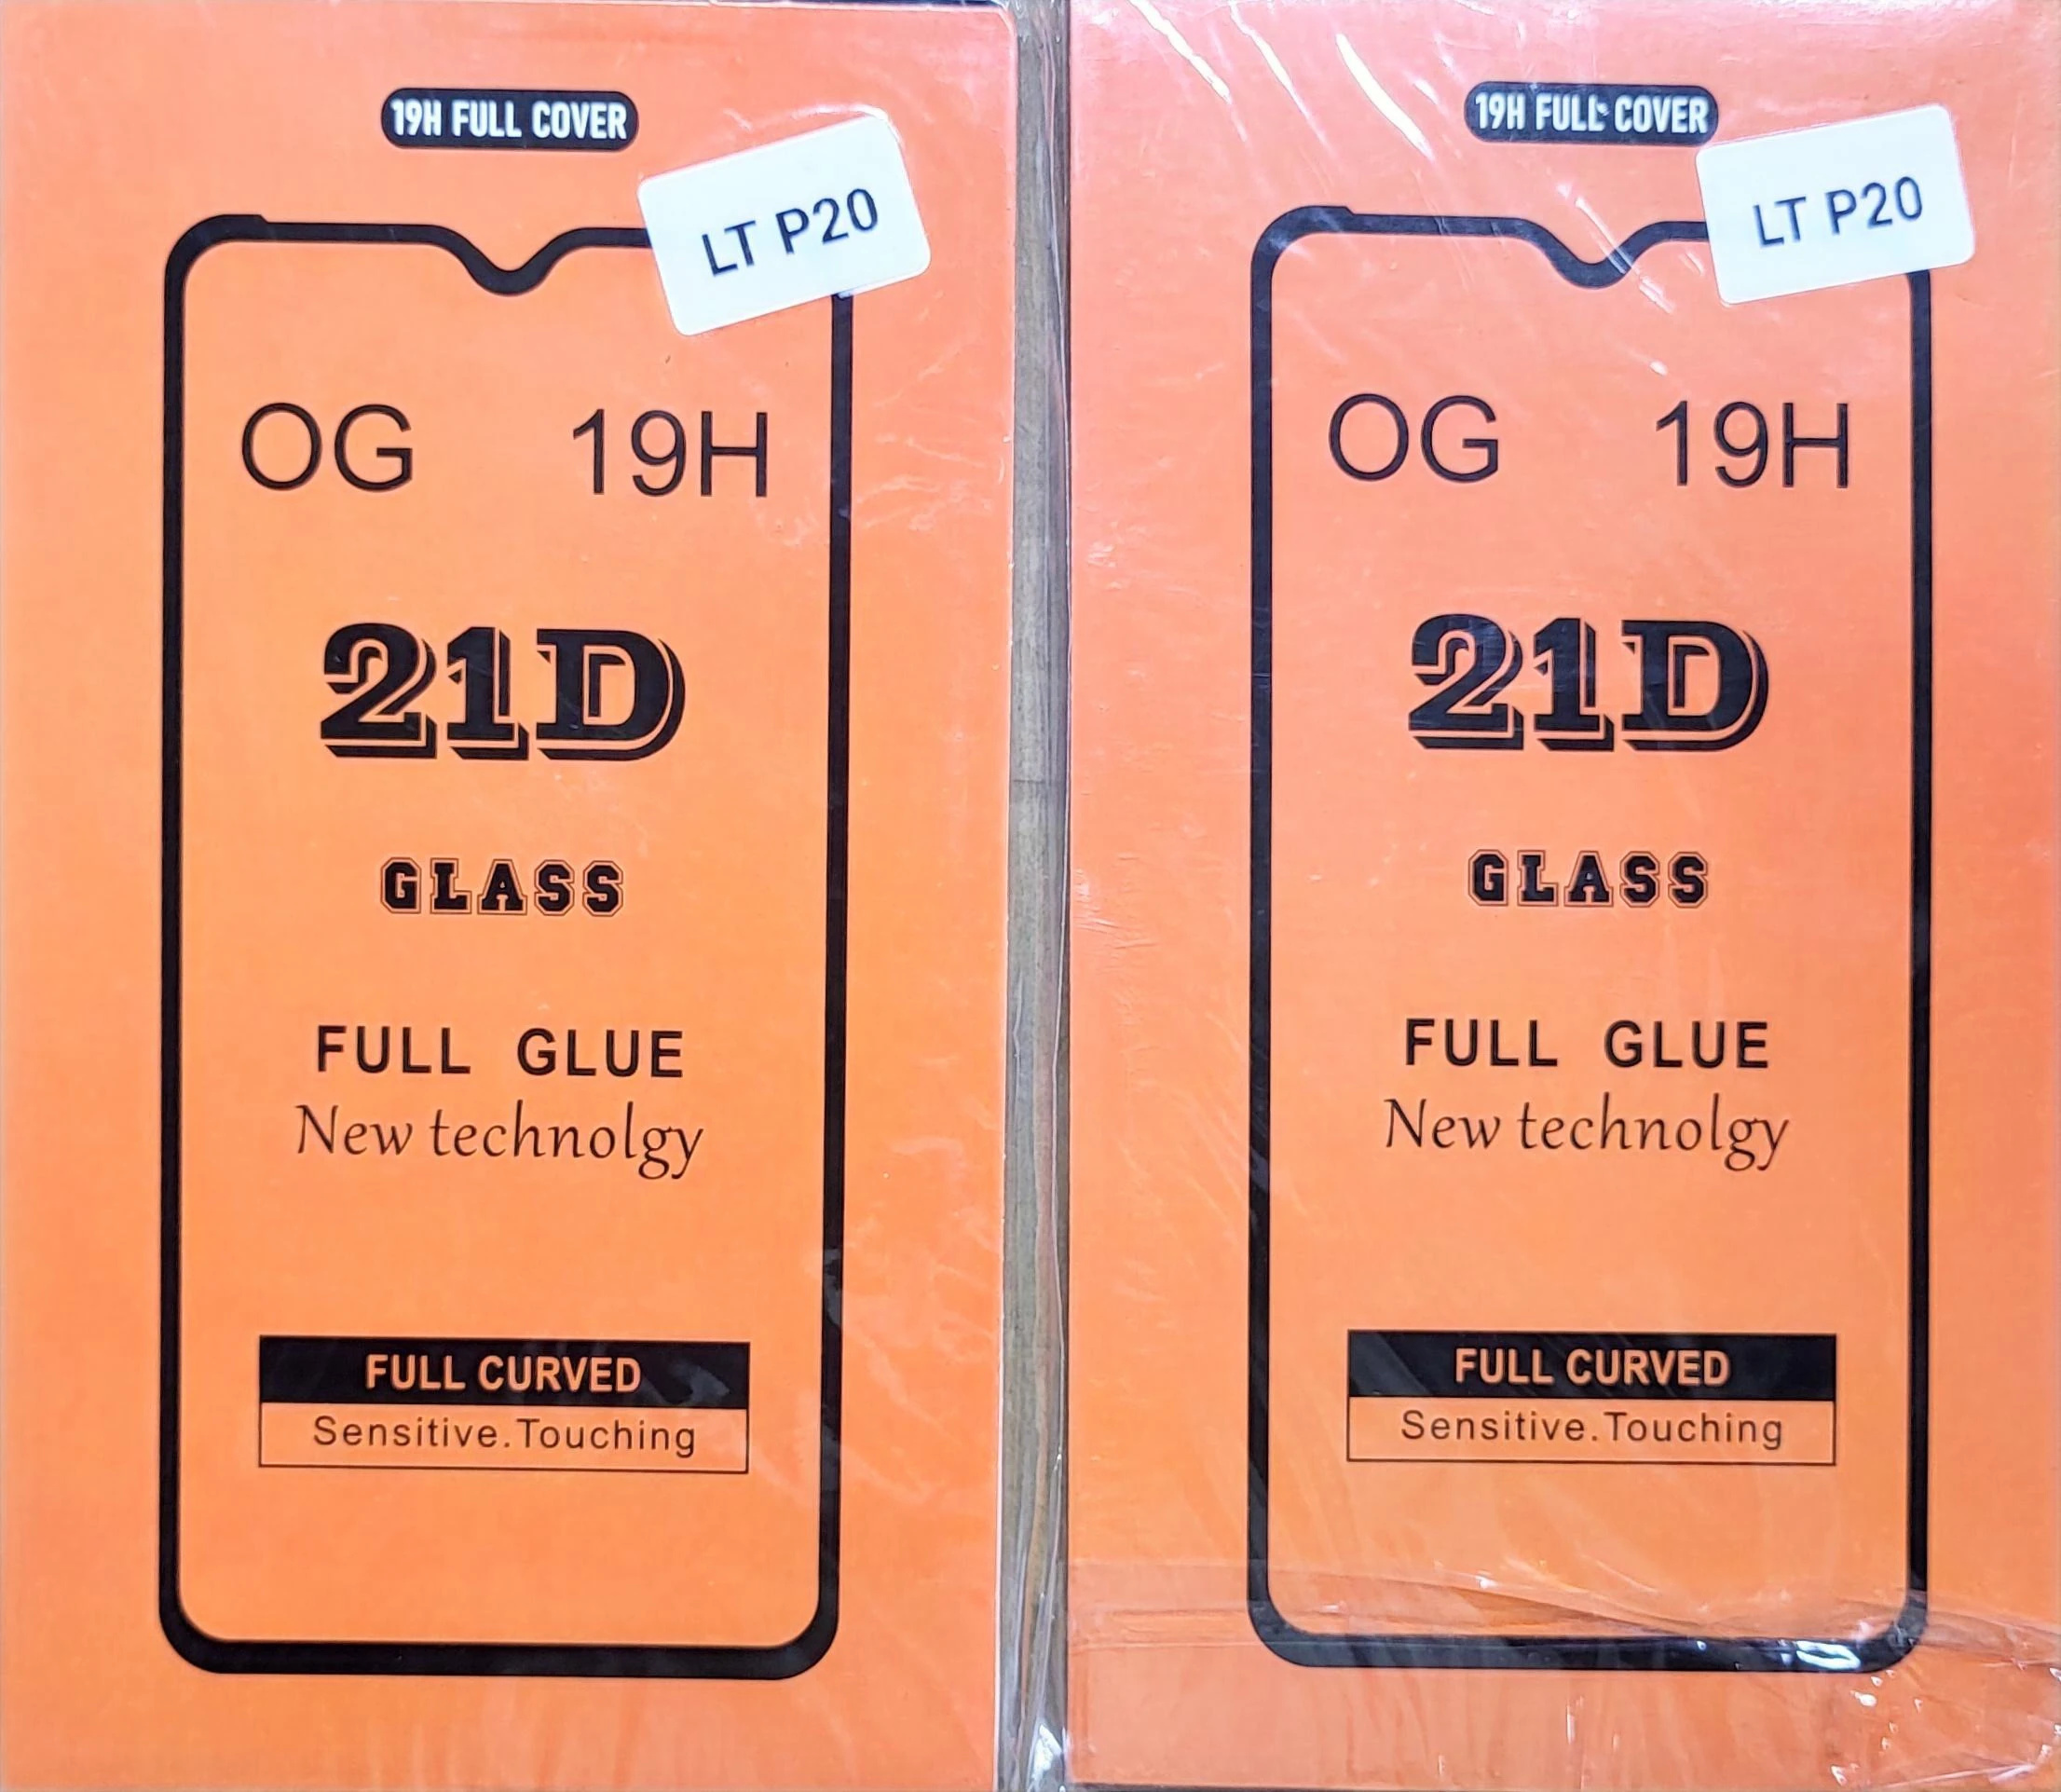 19H FULL COVER
LT P20
OG 19H
21D
GLASS
FULL GLUE
New technolgy
FULL CURVED
Sensitive.Touching
19H FULL COVER
LT P20
OG 19H
21D
GLASS
FULL GLUE
New technolgy
FULL CURVED
Sensitive.Touching